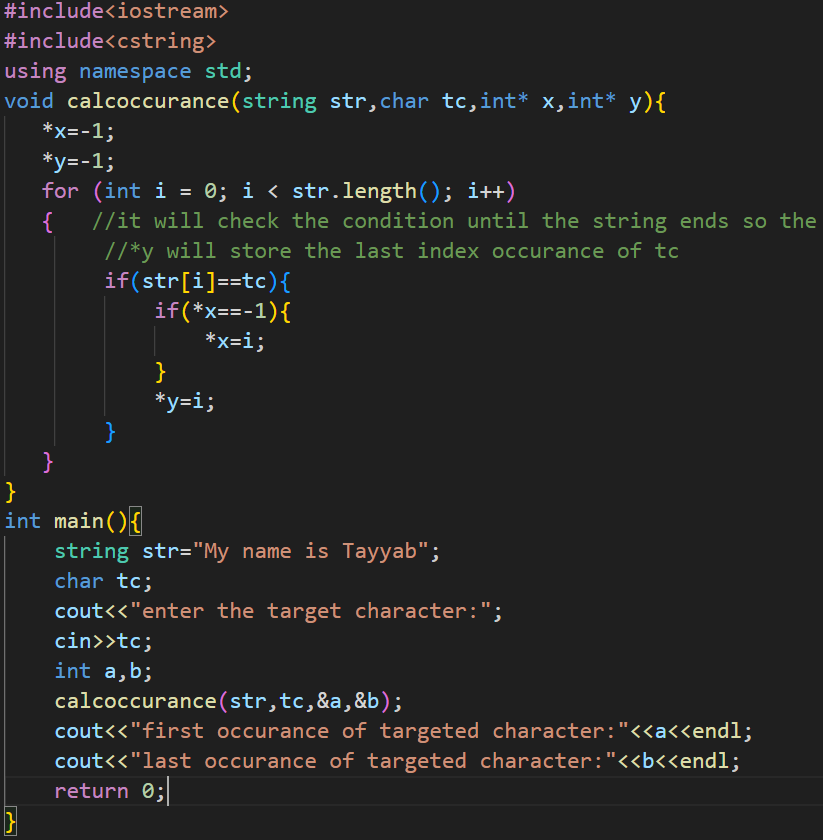 #include<iostream>
#include<cstring>
using namespace std;
void calcoccurance(string str,char tc,int* x,int* y){
    *x=-1;
    *y=-1;
    for (int i = 0; i < str.length(); i++)
    {   //it will check the condition until the string ends so the
        //*y will store the last index occurance of tc
        if(str[i]==tc){
            if(*x==-1){
                *x=i;
            }
            *y=i;
        }
    }
}
int main(){
    string str="My name is Tayyab";
    char tc;
    cout<<"enter the target character:";
    cin>>tc;
    int a,b;
    calcoccurance(str,tc,&a,&b);
    cout<<"first occurance of targeted character:"<<a<<endl;
    cout<<"last occurance of targeted character:"<<b<<endl;
    return 0;
}